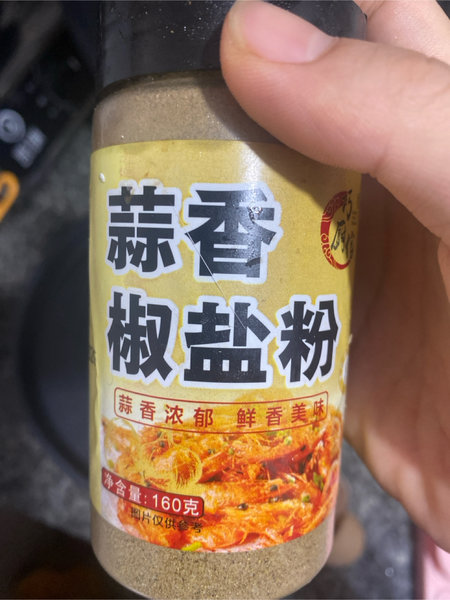 蒜香
椒盐粉
蒜香浓郁 鲜香美味
净含量:160克
图片仅供参考